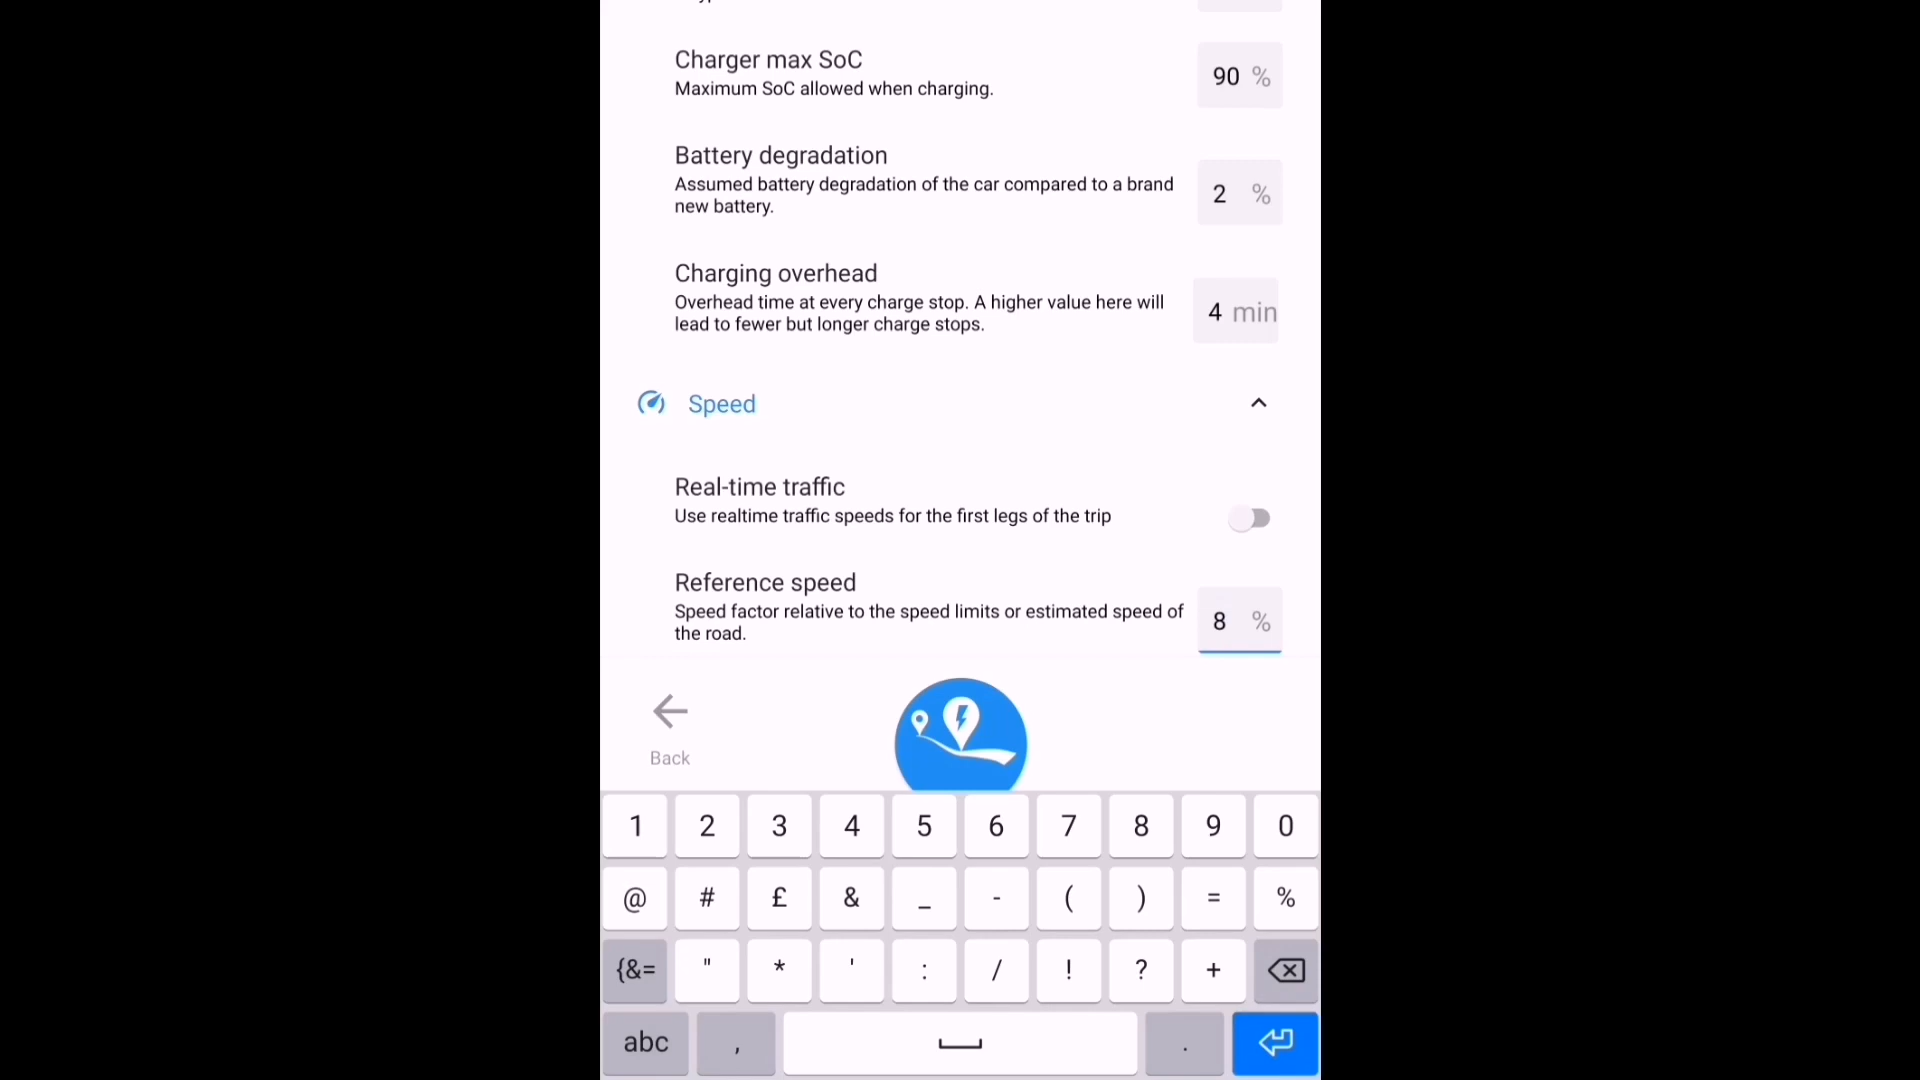 Charger max SoC
Maximum SoC allowed when charging.
90 %
Battery degradation
Assumed battery degradation of the car compared to a brand
new battery.
2 %
Charging overhead
Overhead time at every charge stop. A higher value here will
lead to fewer but longer charge stops.
4 min
Speed
Real-time traffic
Use realtime traffic speeds for the first legs of the trip
Reference speed
Speed factor relative to the speed limits or estimated speed of
the road.
8 %
Back
1 2 3 4 5 6 7 8 9 0
@ # £ & _ - ( ) = %
{&= " * ' : / ! ? +
abc , .